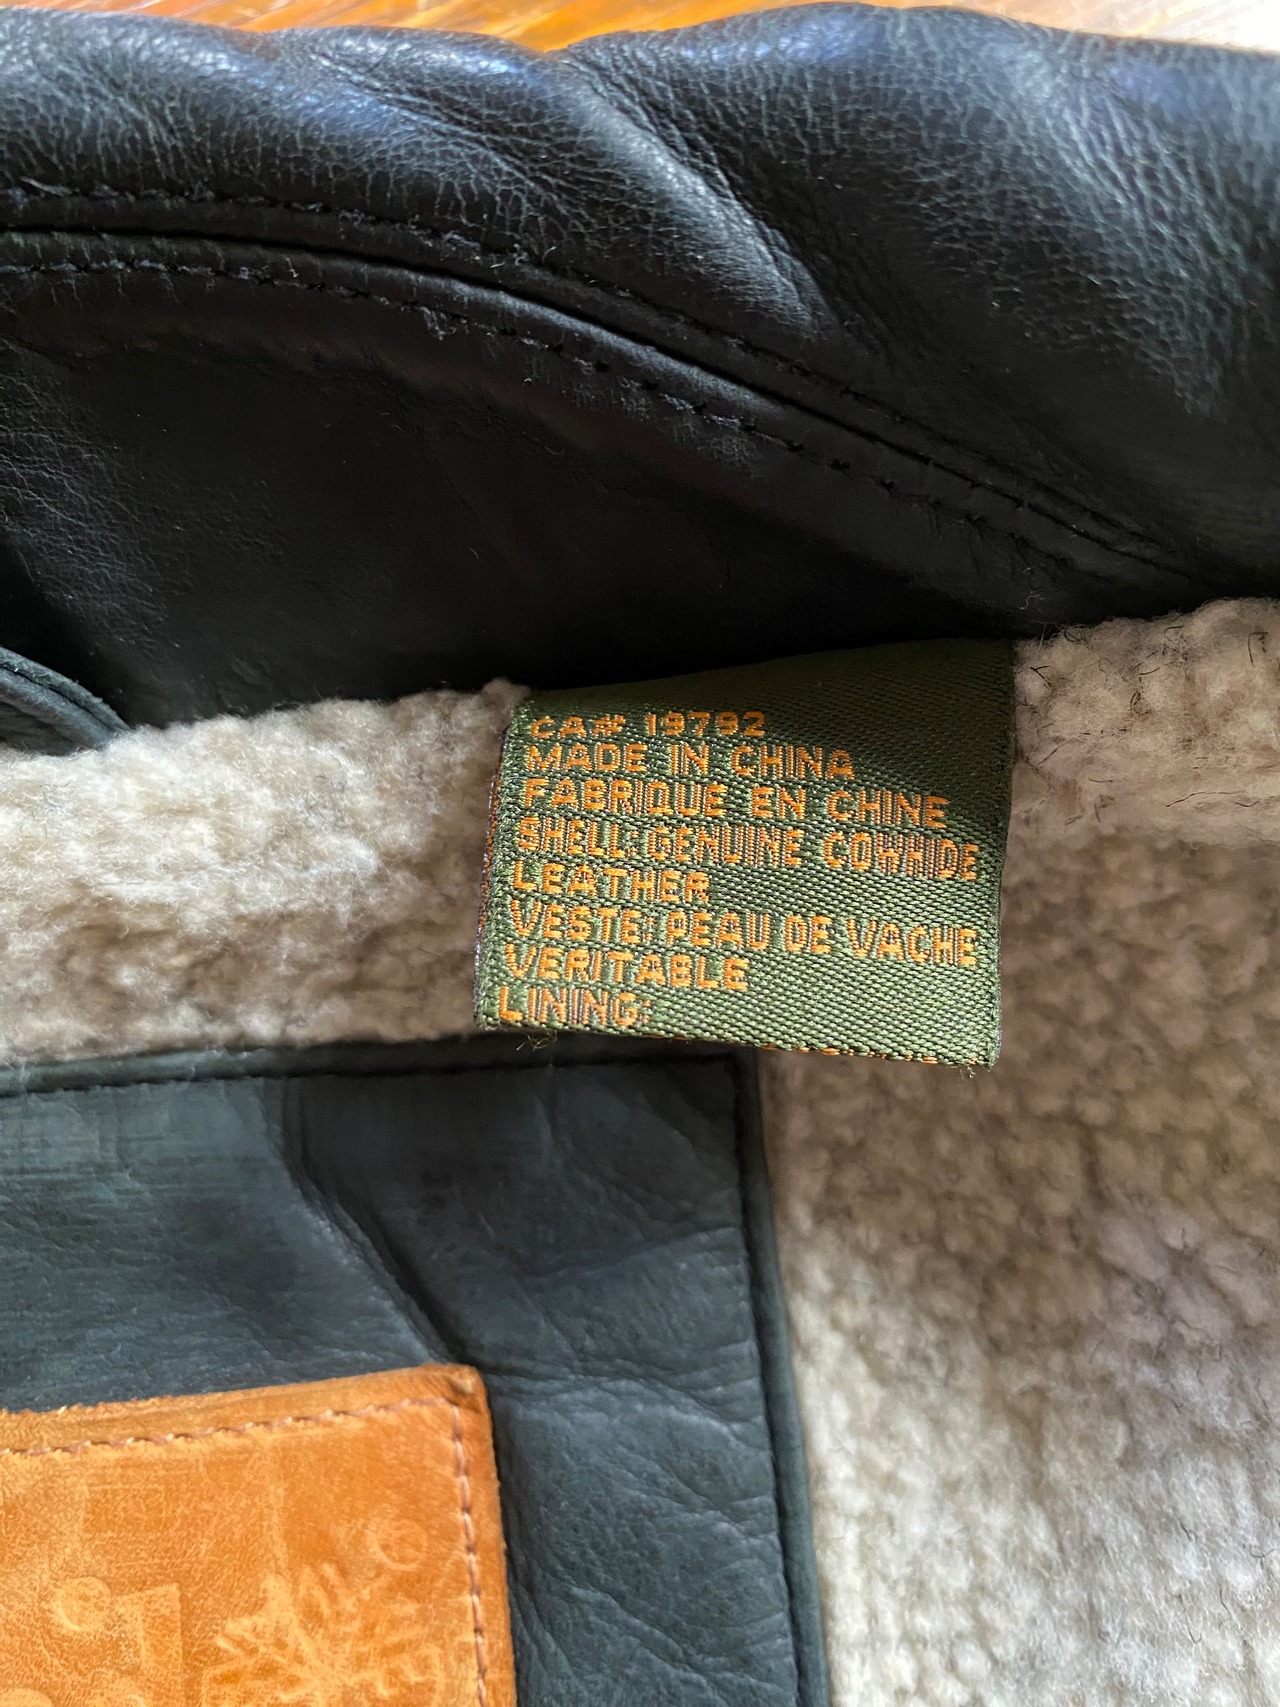 CA# 19792
MADE IN CHINA
FABRIQUE EN CHINE
SHELL: GENUINE COWHIDE
LEATHER
VESTE: PEAU DE VACHE
VERITABLE
LINING: